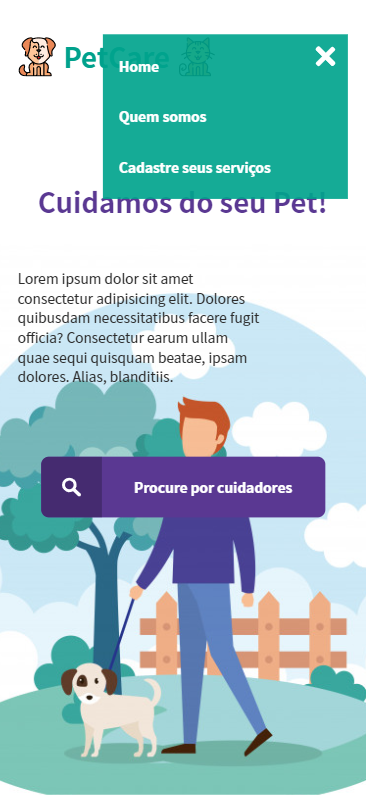 PetCare
Home
Quem somos
Cadastre seus serviços
Cuidamos do seu Pet!
Lorem ipsum dolor sit amet
consectetur adipisicing elit. Dolores
quibusdam necessitatibus facere fugit
officia? Consectetur earum ullam
quae sequi quisquam beatae, ipsam
dolores. Alias, blanditiis.
Procure por cuidadores